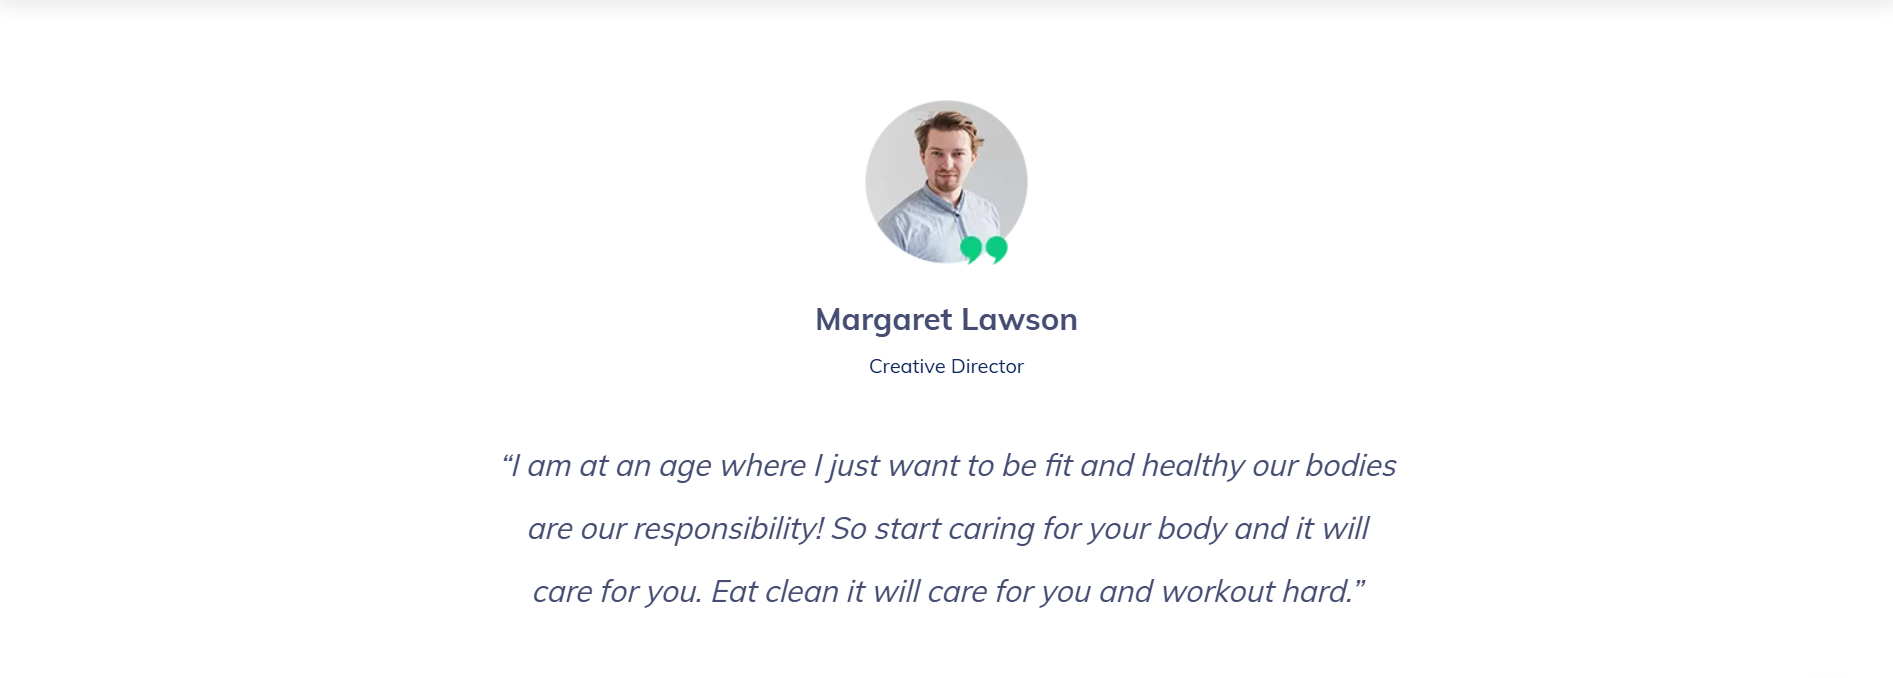 Margaret Lawson
Creative Director
“I am at an age where I just want to be fit and healthy our bodies
are our responsibility! So start caring for your body and it will
care for you. Eat clean it will care for you and workout hard.”